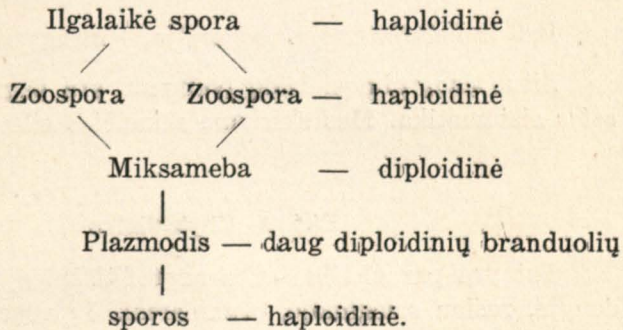 Ilgalaikė spora — haploidinė
Zoospora Zoospora — haploidinė
Miksameba — diploidinė
Plazmodis — daug diploidinių branduolių
sporos — haploidinė.